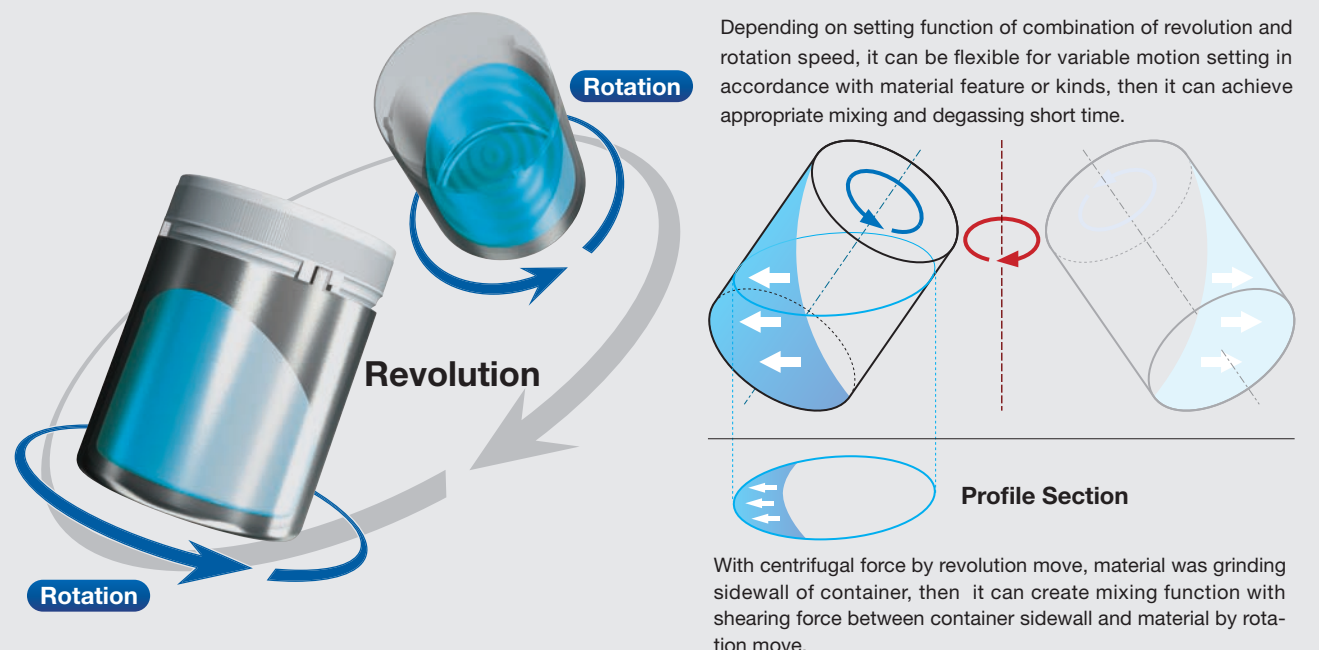 Rotation
Revolution
Rotation
Depending on setting function of combination of revolution and
rotation speed, it can be flexible for variable motion setting in
accordance with material feature or kinds, then it can achieve
appropriate mixing and degassing short time.
Profile Section
With centrifugal force by revolution move, material was grinding
sidewall of container, then it can create mixing function with
shearing force between container sidewall and material by rota-
tion move.